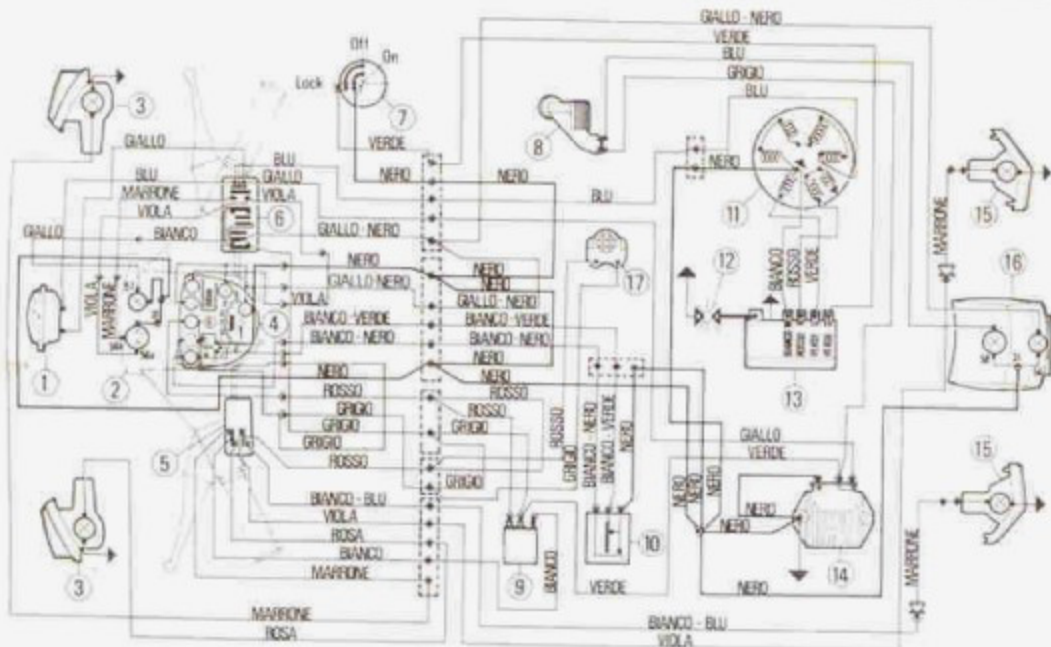 GIALLO - NERO
VERDE
BLU
GRIGIO
BLU
Off
On
Lock
7
3
8
VERDE
NERO
NERO
NERO
GIALLO
BLU
BLU
GIALLO
MARRONE
VIOLA
VIOLA
6
BLU
11
15
MARRONE
GIALLO
BIANCO
GIALLO - NERO
NERO
NERO
17
12
16
BIANCO
ROSSO
VERDE
VIOLA
MARRONE
GIALLO-NERO
NERO
VIOLA
GIALLO - NERO
4
BIANCO-VERDE
BIANCO-VERDE
BIANCO-NERO
BIANCO-NERO
1
2
NERO
NERO
NERO
13
ROSSO
ROSSO
ROSSO
GRIGIO
GRIGIO
GRIGIO
GRIGIO
GRIGIO
BIANCO - NERO
BIANCO - VERDE
NERO
GIALLO
VERDE
5
ROSSO
GRIGIO
15
NERO
NERO
NERO
BIANCO-BLU
VIOLA
ROSA
BIANCO
MARRONE
NERO
NERO
10
14
3
9
BIANCO
VERDE
NERO
MARRONE
MARRONE
ROSA
BIANCO - BLU
VIOLA